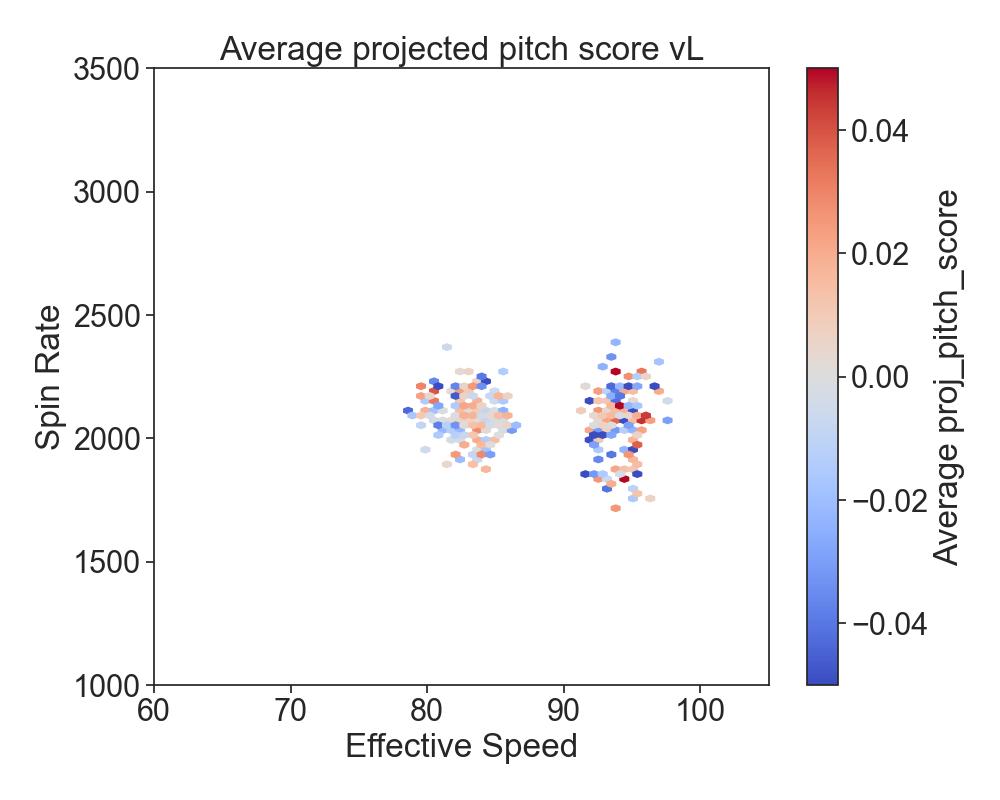 Average projected pitch score vL
3500
3000
2500
2000
1500
1000
Spin Rate
60 70 80 90 100
Effective Speed
0.04
0.02
0.00
−0.02
−0.04
Average proj_pitch_score